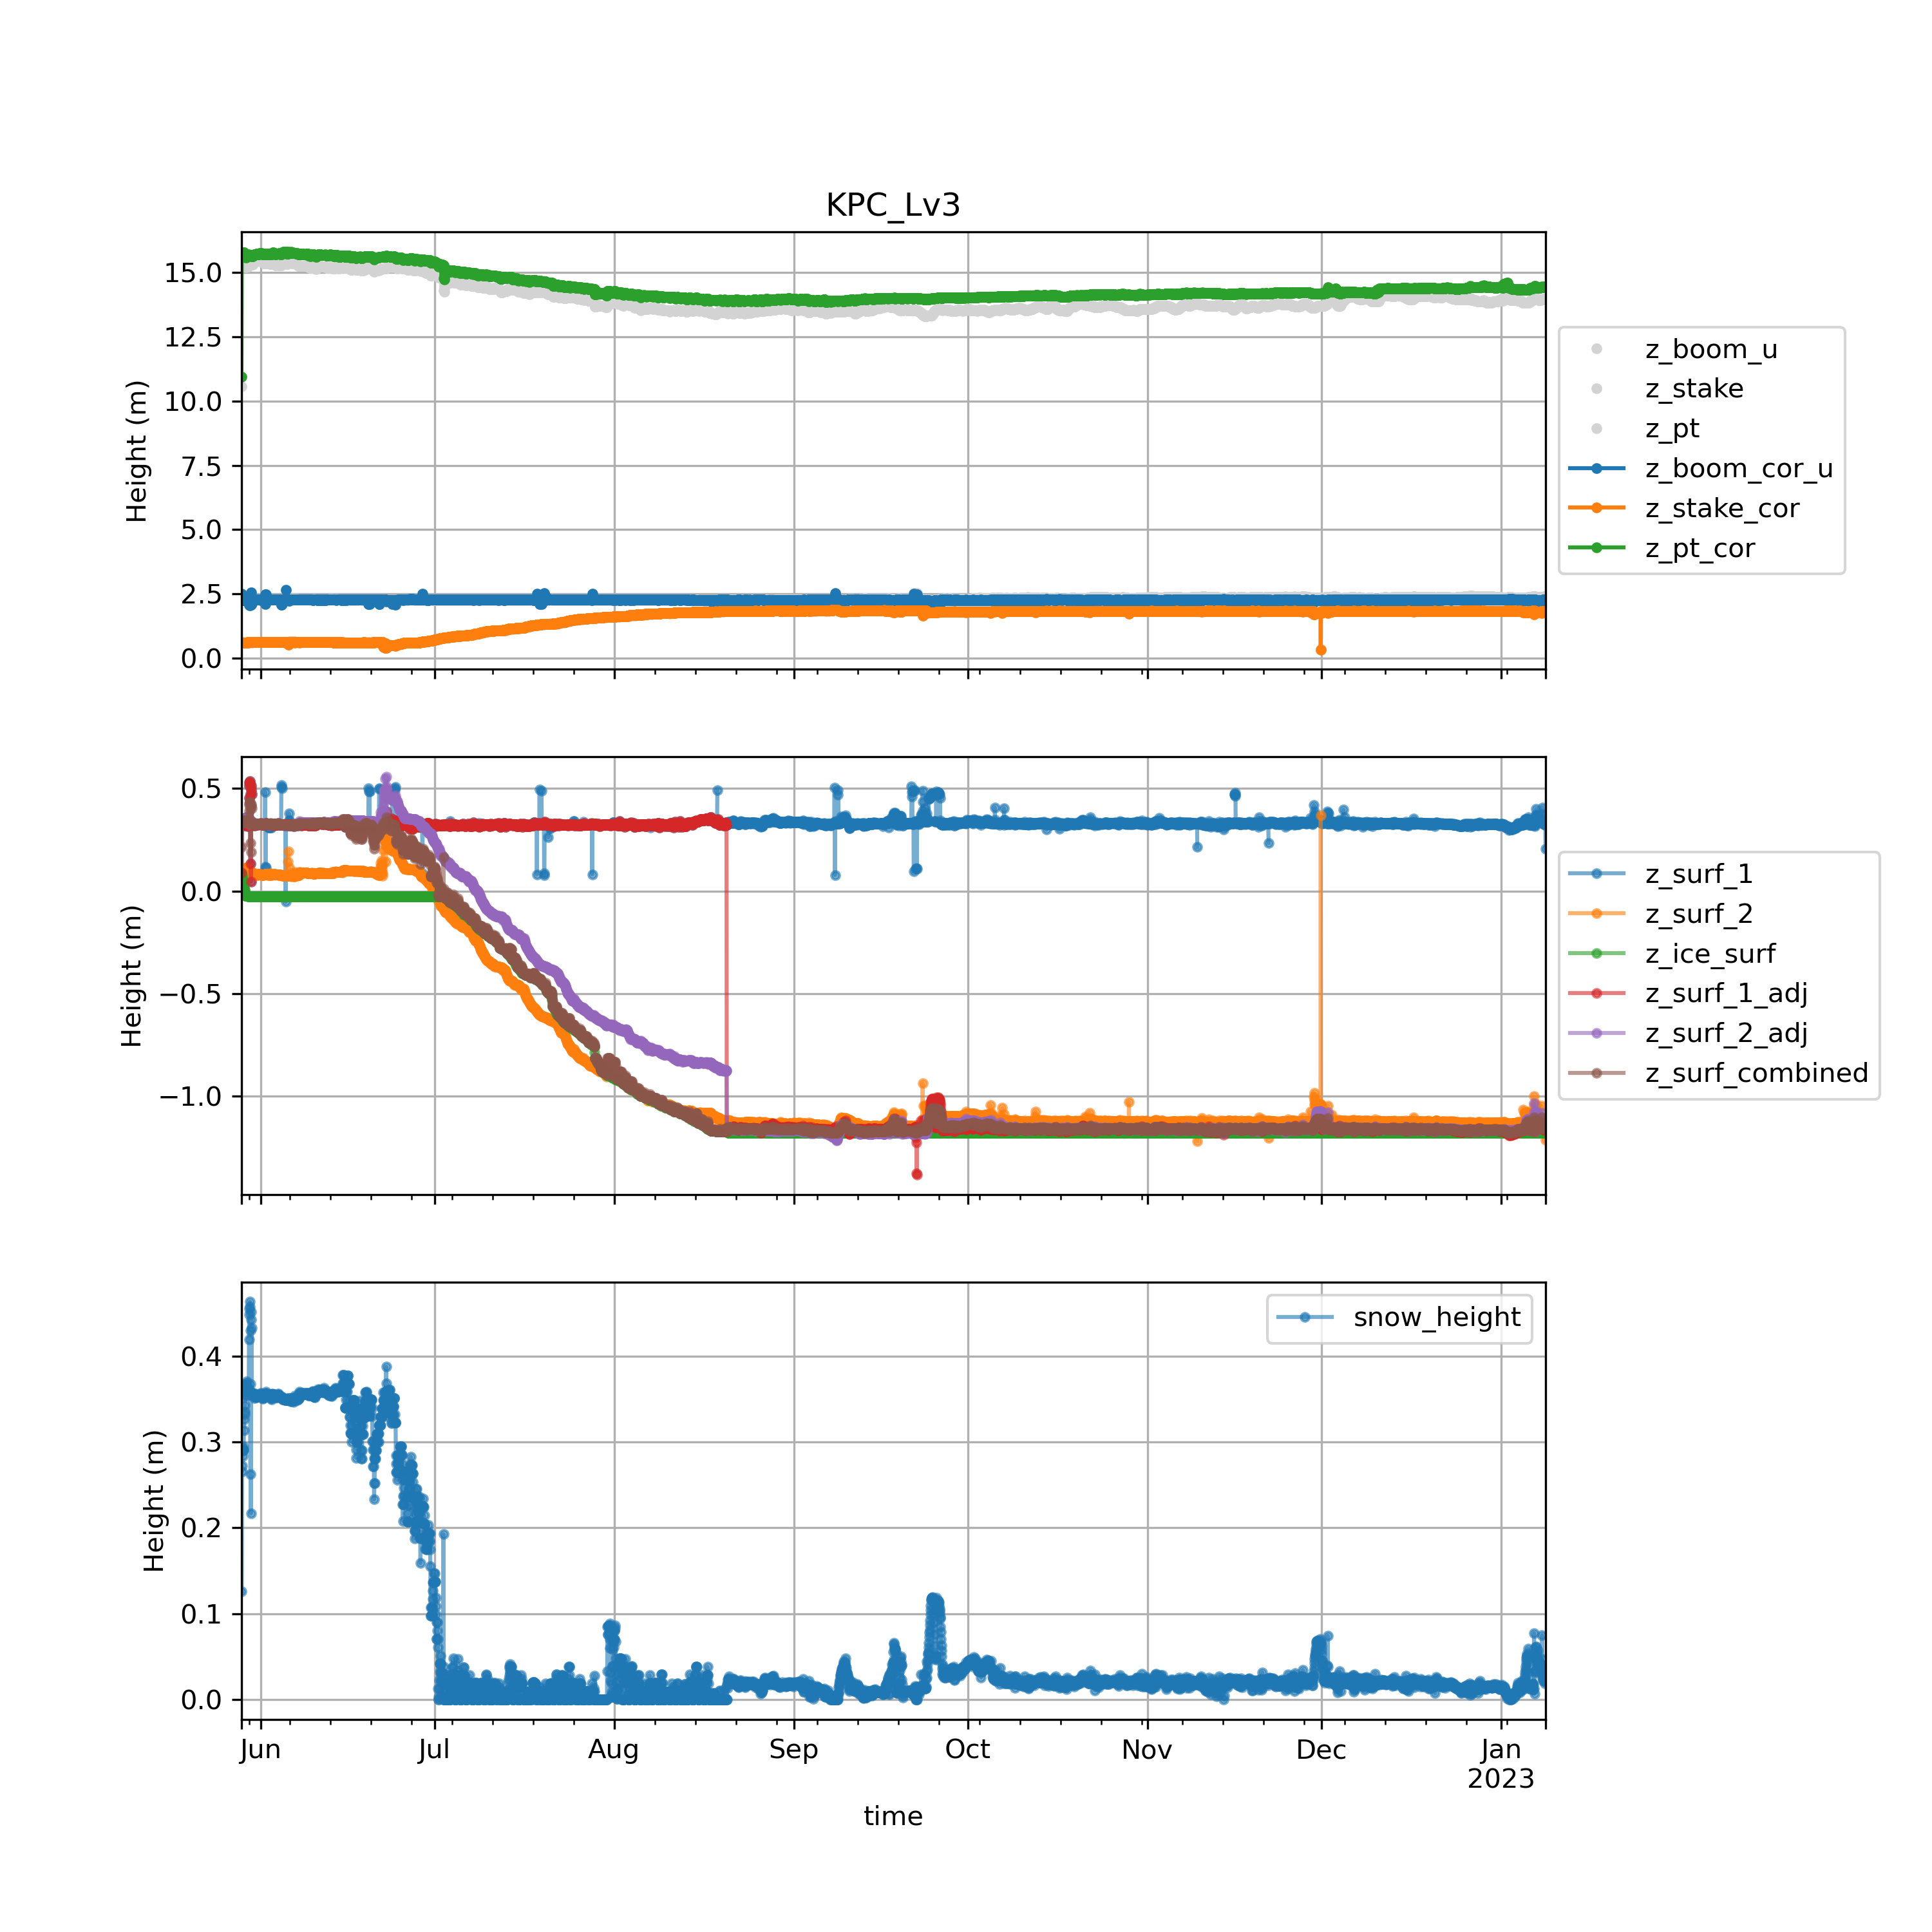 KPC_Lv3
15.0
12.5
10.0
7.5
5.0
2.5
0.0
Height (m)
z_boom_u
z_stake
z_pt
z_boom_cor_u
z_stake_cor
z_pt_cor
0.5
0.0
−0.5
−1.0
Height (m)
z_surf_1
z_surf_2
z_ice_surf
z_surf_1_adj
z_surf_2_adj
z_surf_combined
snow_height
0.4
0.3
0.2
0.1
0.0
Height (m)
Jun Jul Aug Sep Oct Nov Dec Jan
2023
time